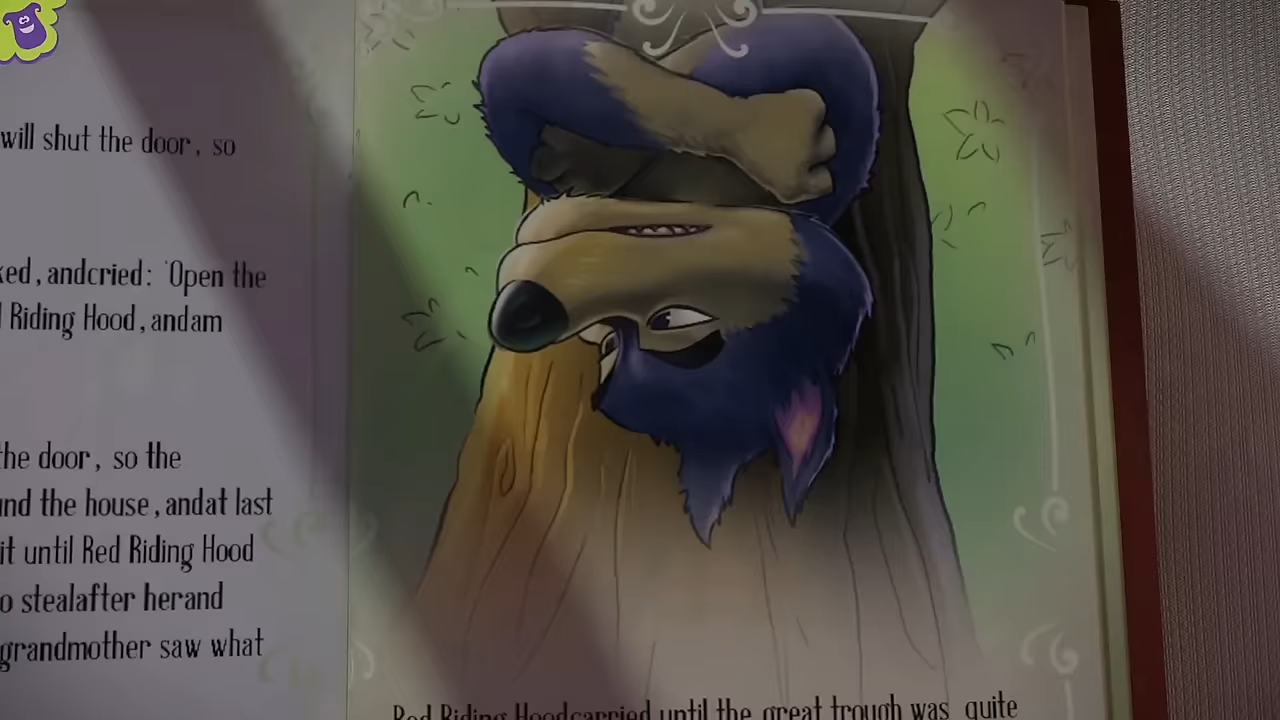 will shut the door, so
ked, andcried: 'Open the
Riding Hood, andam
the door, so the
und the house, andat last
it until Red Riding Hood
o stealafter herand
grandmother saw what
Red Riding Hoodcarried until the great trough was quite